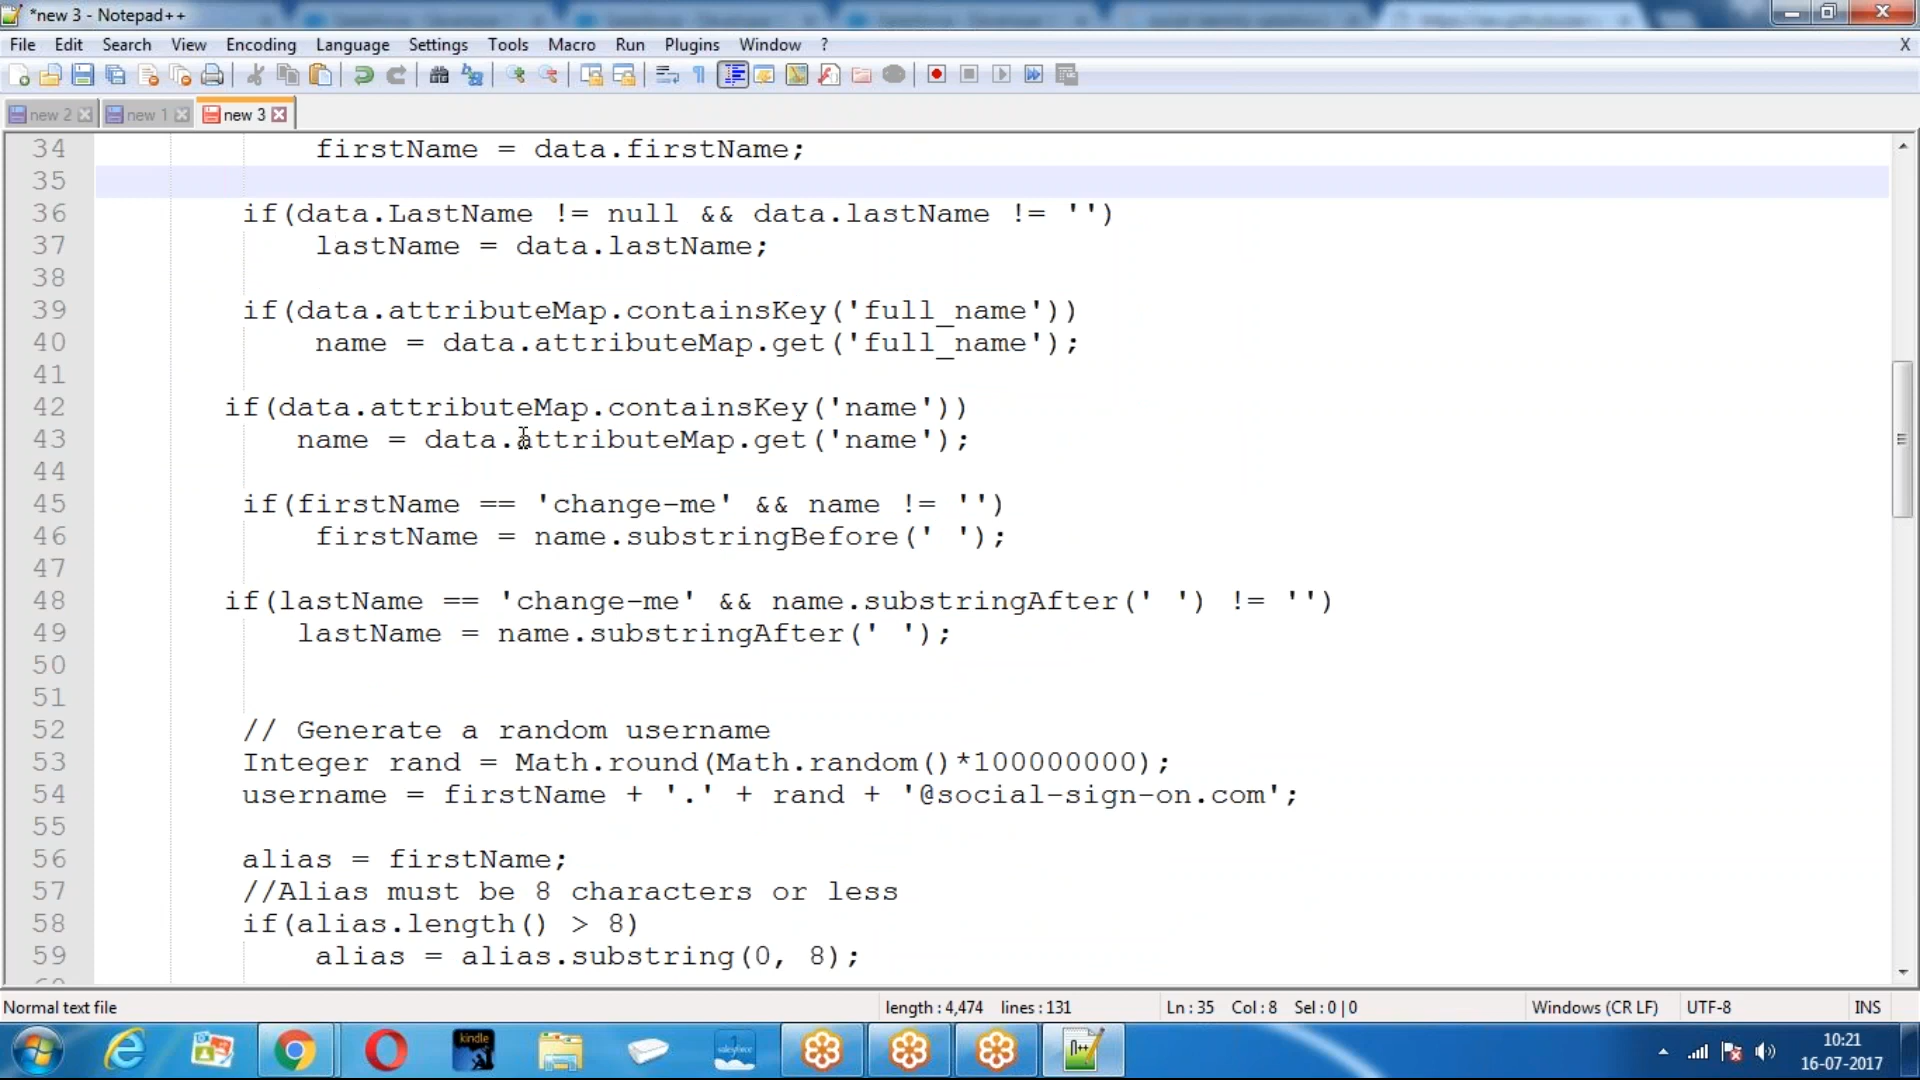 *new 3 - Notepad++
File Edit Search View Encoding Language Settings Tools Macro Run Plugins Window ? X
new 2 new 1 new 3
34 firstName = data.firstName;
35
36 if(data.LastName != null && data.lastName != '')
37 lastName = data.lastName;
38
39 if(data.attributeMap.containsKey('full_name'))
40 name = data.attributeMap.get('full_name');
41
42 if(data.attributeMap.containsKey('name'))
43 name = data.attributeMap.get('name');
44
45 if(firstName == 'change-me' && name != '')
46 firstName = name.substringBefore(' ');
47
48 if(lastName == 'change-me' && name.substringAfter(' ') != '')
49 lastName = name.substringAfter(' ');
50
51
52 // Generate a random username
53 Integer rand = Math.round(Math.random()*100000000);
54 username = firstName + '.' + rand + '@social-sign-on.com';
55
56 alias = firstName;
57 //Alias must be 8 characters or less
58 if(alias.length() > 8)
59 alias = alias.substring(0, 8);
Normal text file length : 4,474 lines : 131 Ln : 35 Col : 8 Sel : 0 | 0 Windows (CR LF) UTF-8 INS
kindle
salesforce
10:21
16-07-2017